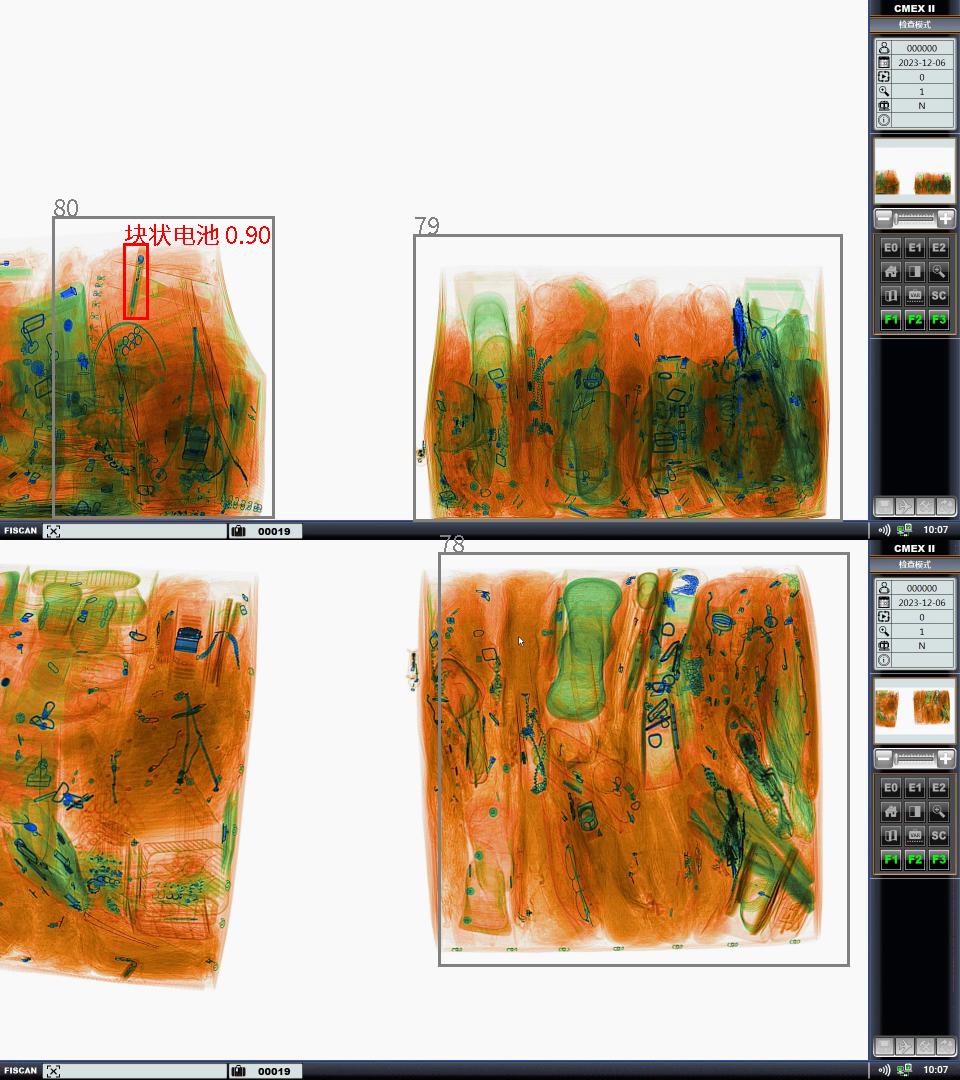 CMEX II
检查模式
000000
2023-12-06
0
1
N
80
块状电池 0.90
79
E0 E1 E2
VAR SC
F1 F2 F3
FISCAN
00019
10:07
CMEX II
78
检查模式
000000
2023-12-06
0
1
N
E0 E1 E2
VAR SC
F1 F2 F3
FISCAN
00019
10:07